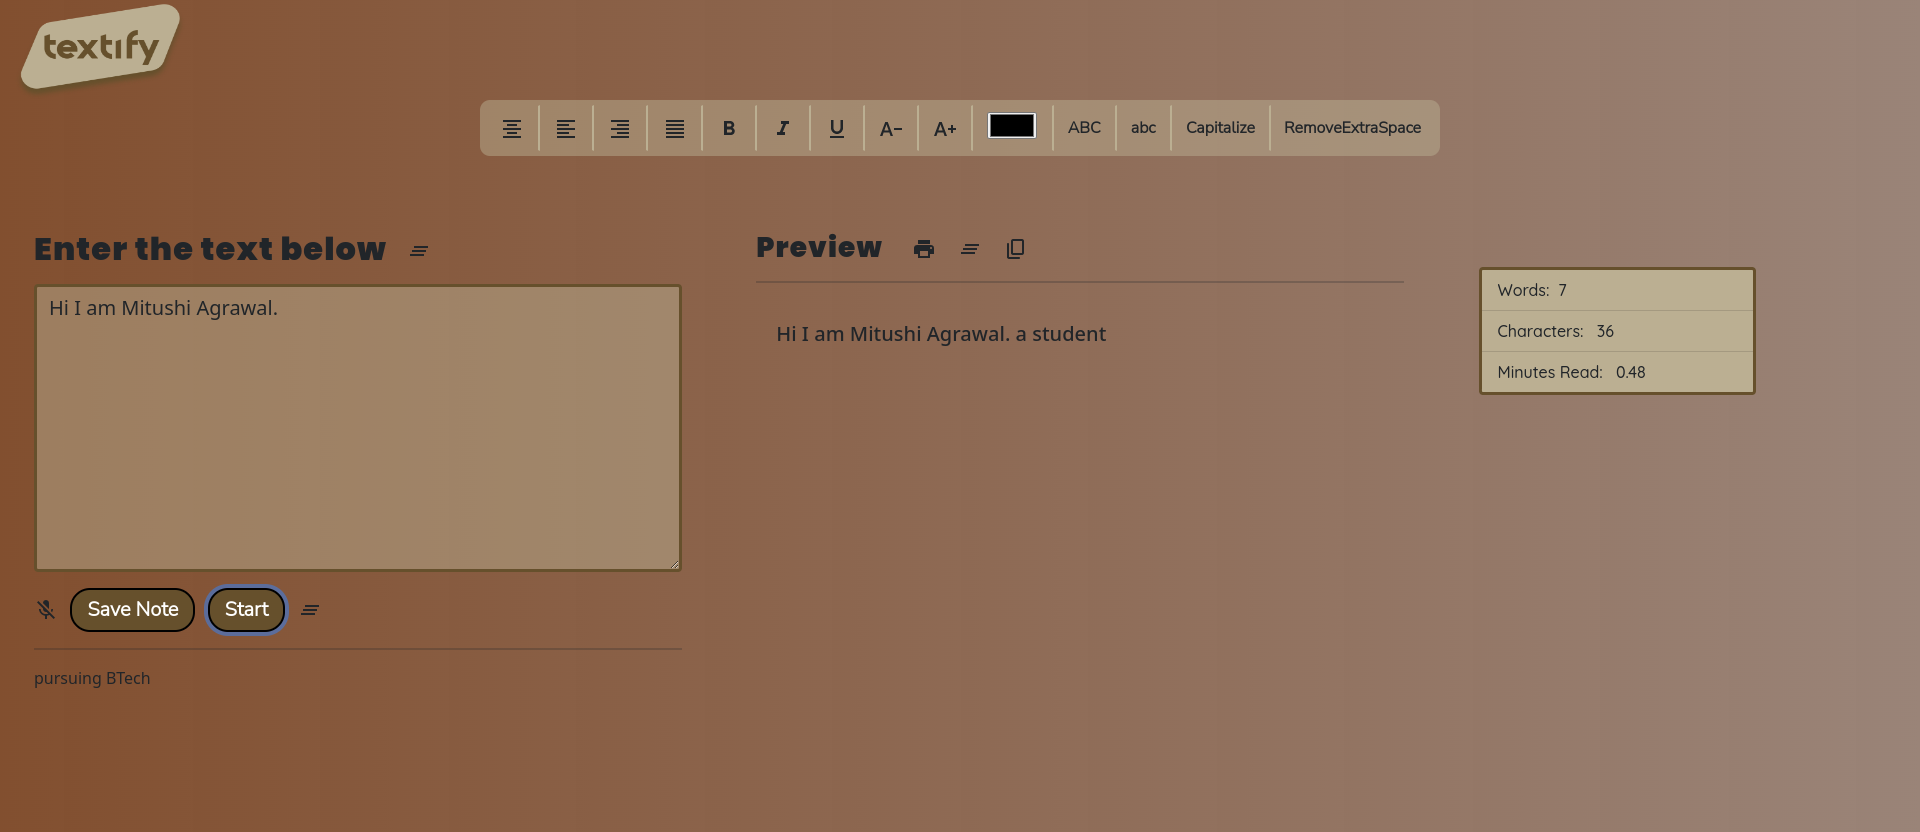 textify
B I U A- A+ ABC abc Capitalize RemoveExtraSpace
Enter the text below
Hi I am Mitushi Agrawal.
Save Note Start
pursuing BTech
Preview
Hi I am Mitushi Agrawal. a student
Words: 7
Characters: 36
Minutes Read: 0.48